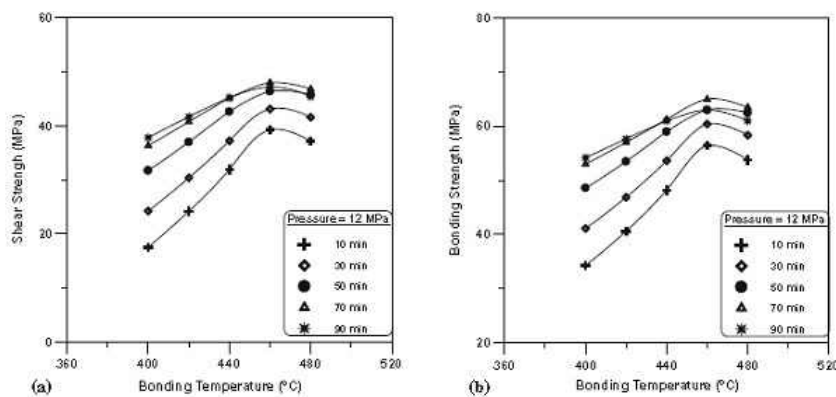 60
40
20
0
Shear Strengh (MPa)
Pressure = 12 MPa
10 min
30 min
50 min
70 min
90 min
360 400 440 480 520
(a) Bonding Temperature (°C)
80
60
40
20
Bonding Strength (MPa)
Pressure = 12 MPa
10 min
30 min
50 min
70 min
90 min
360 400 440 480 520
(b) Bonding Temperature (°C)